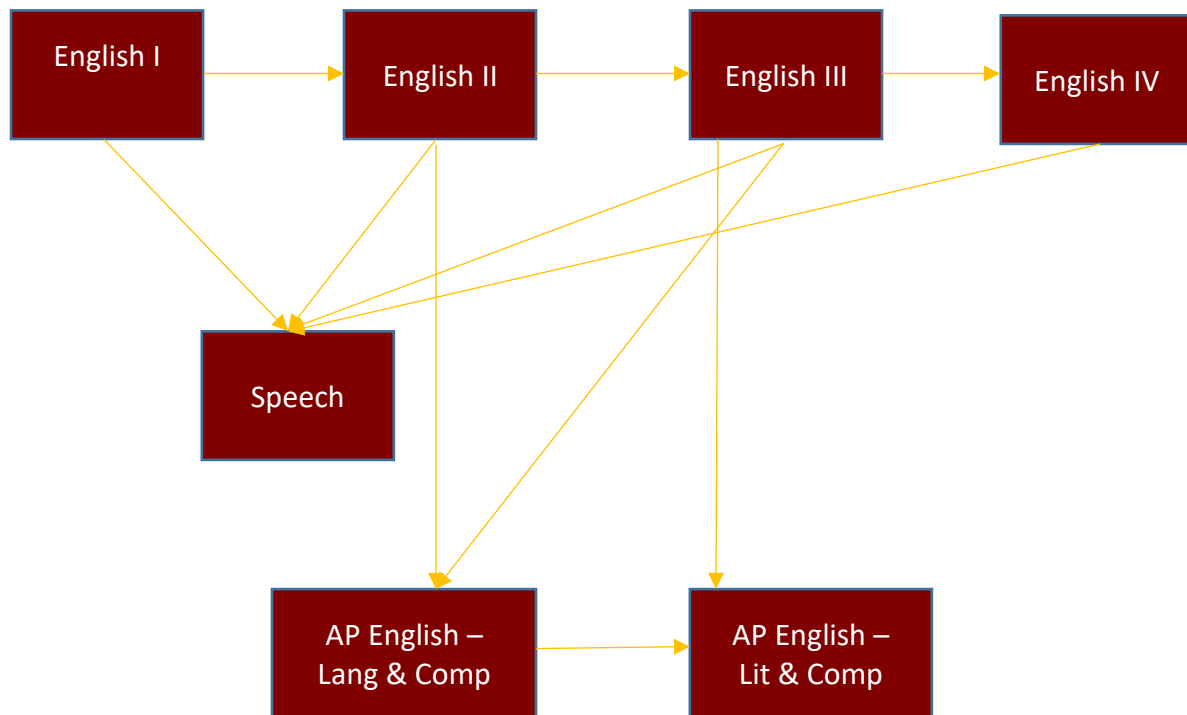 English I
English II
English III
English IV
Speech
AP English –
Lang & Comp
AP English –
Lit & Comp